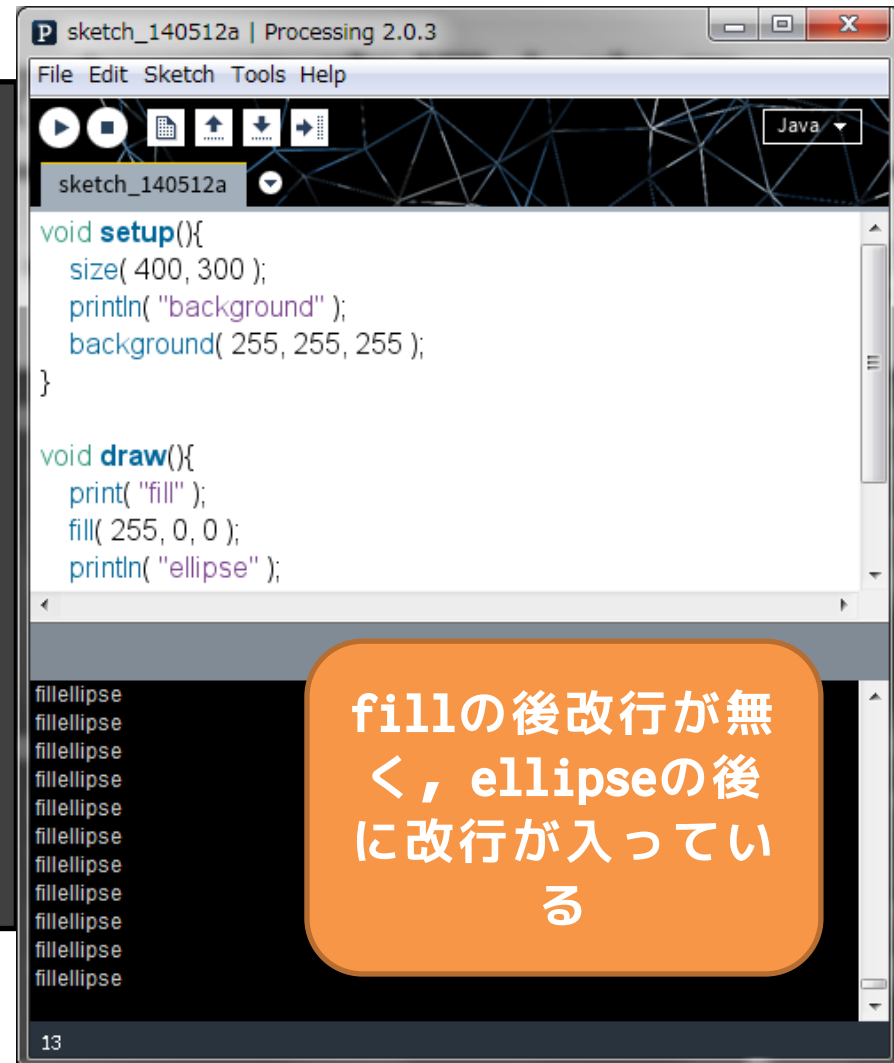 sketch_140512a | Processing 2.0.3
File Edit Sketch Tools Help
Java
sketch_140512a
void setup(){
size( 400, 300 );
println( "background" );
background( 255, 255, 255 );
}
void draw(){
print( "fill" );
fill( 255, 0, 0 );
println( "ellipse" );
fillellipse
fillellipse
fillellipse
fillellipse
fillellipse
fillellipse
fillellipse
fillellipse
fillellipse
fillellipse
fillellipse
fillの後改行が無
く，ellipseの後
に改行が入ってい
る
13